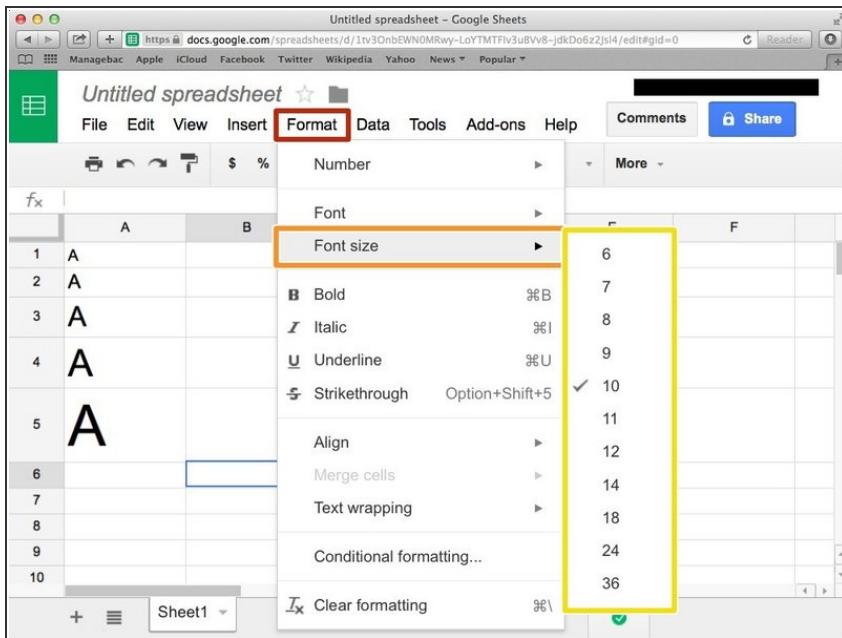 Untitled spreadsheet – Google Sheets
https docs.google.com/spreadsheets/d/1tv3OnbEWN0MRwy-LoYTMTFlv3uBVv8-jdkDo6z2Jsl4/edit#gid=0 Reader
Managebac Apple iCloud Facebook Twitter Wikipedia Yahoo News Popular
Untitled spreadsheet
File Edit View Insert Format Data Tools Add-ons Help Comments Share
$ % Number More
fx
Font
A B F
Font size
1 A 6
2 A 7
Bold ⌘B
3 A 8
Italic ⌘I
9
4 A Underline ⌘U
Strikethrough Option+Shift+5 10
11
5 A
Align 12
6 Merge cells 14
7 Text wrapping
8 18
9 Conditional formatting... 24
10 36
Sheet1 Clear formatting ⌘\